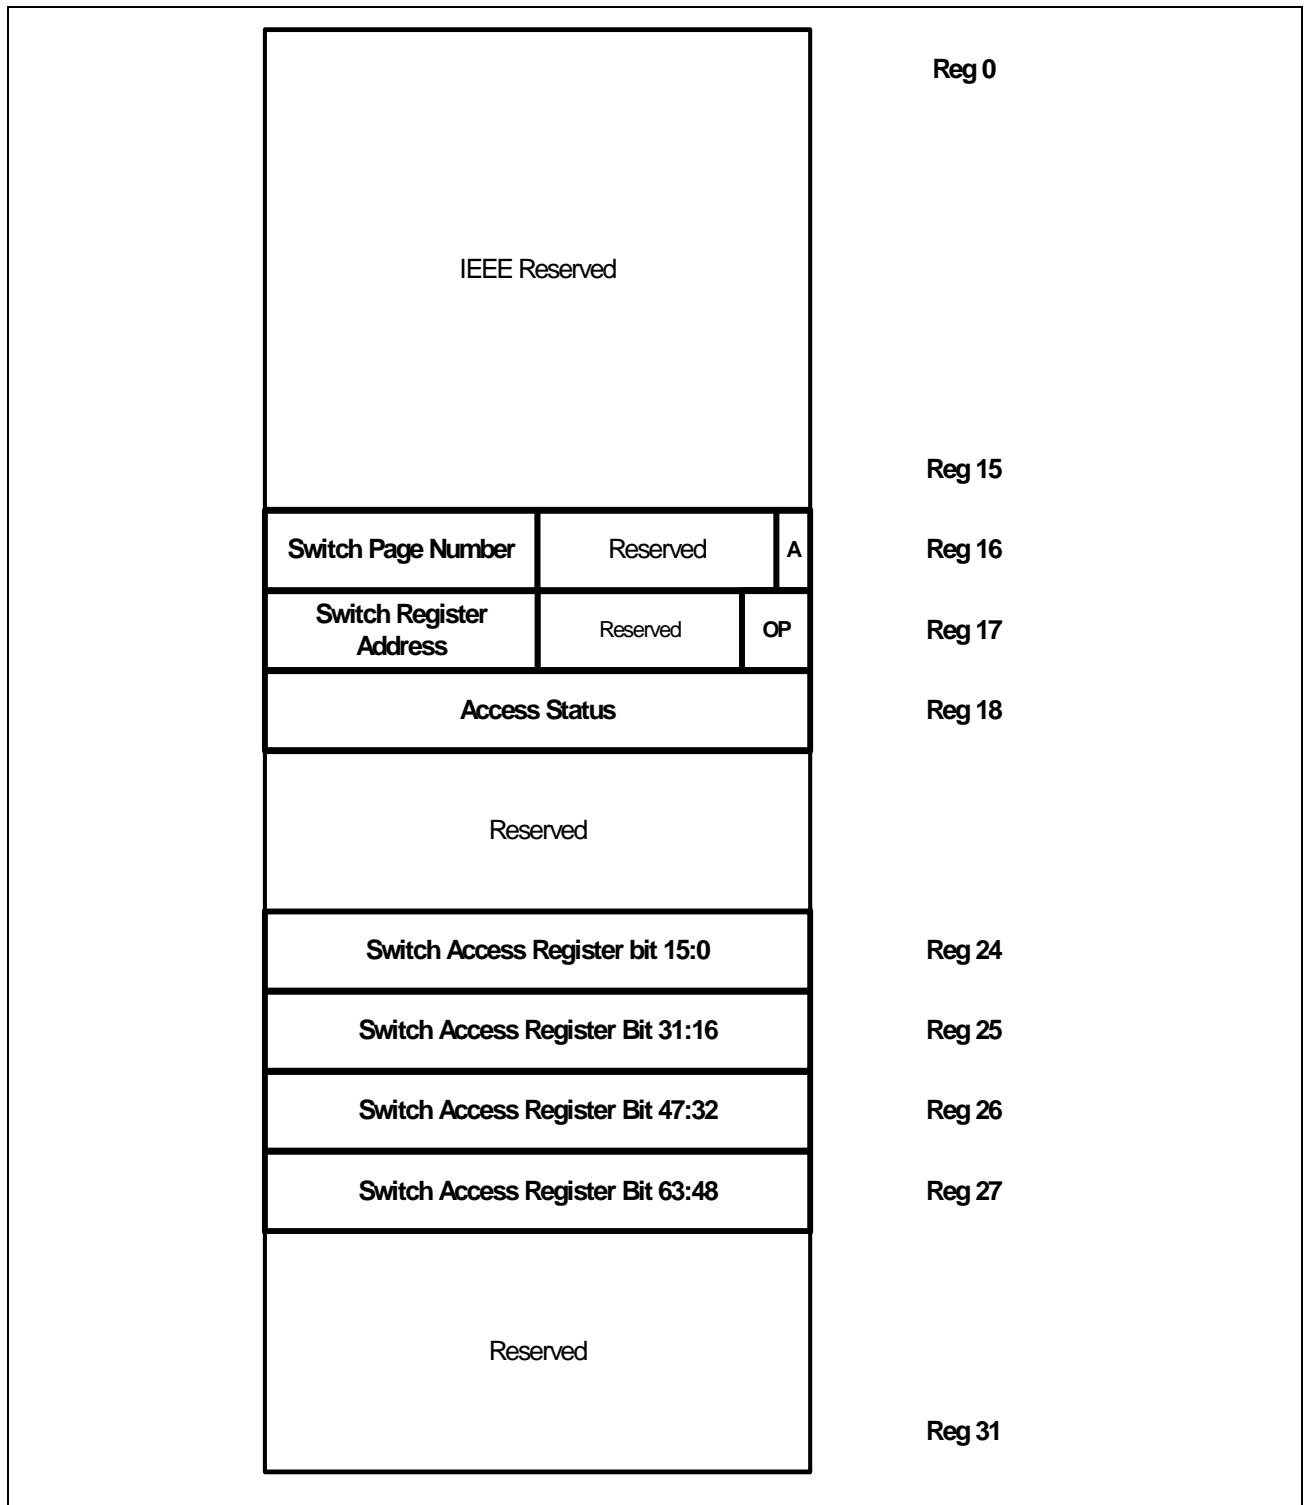 Reg 0
IEEE Reserved
Reg 15
Switch Page Number Reserved A Reg 16
Switch Register
Address Reserved OP Reg 17
Access Status Reg 18
Reserved
Switch Access Register bit 15:0 Reg 24
Switch Access Register Bit 31:16 Reg 25
Switch Access Register Bit 47:32 Reg 26
Switch Access Register Bit 63:48 Reg 27
Reserved
Reg 31